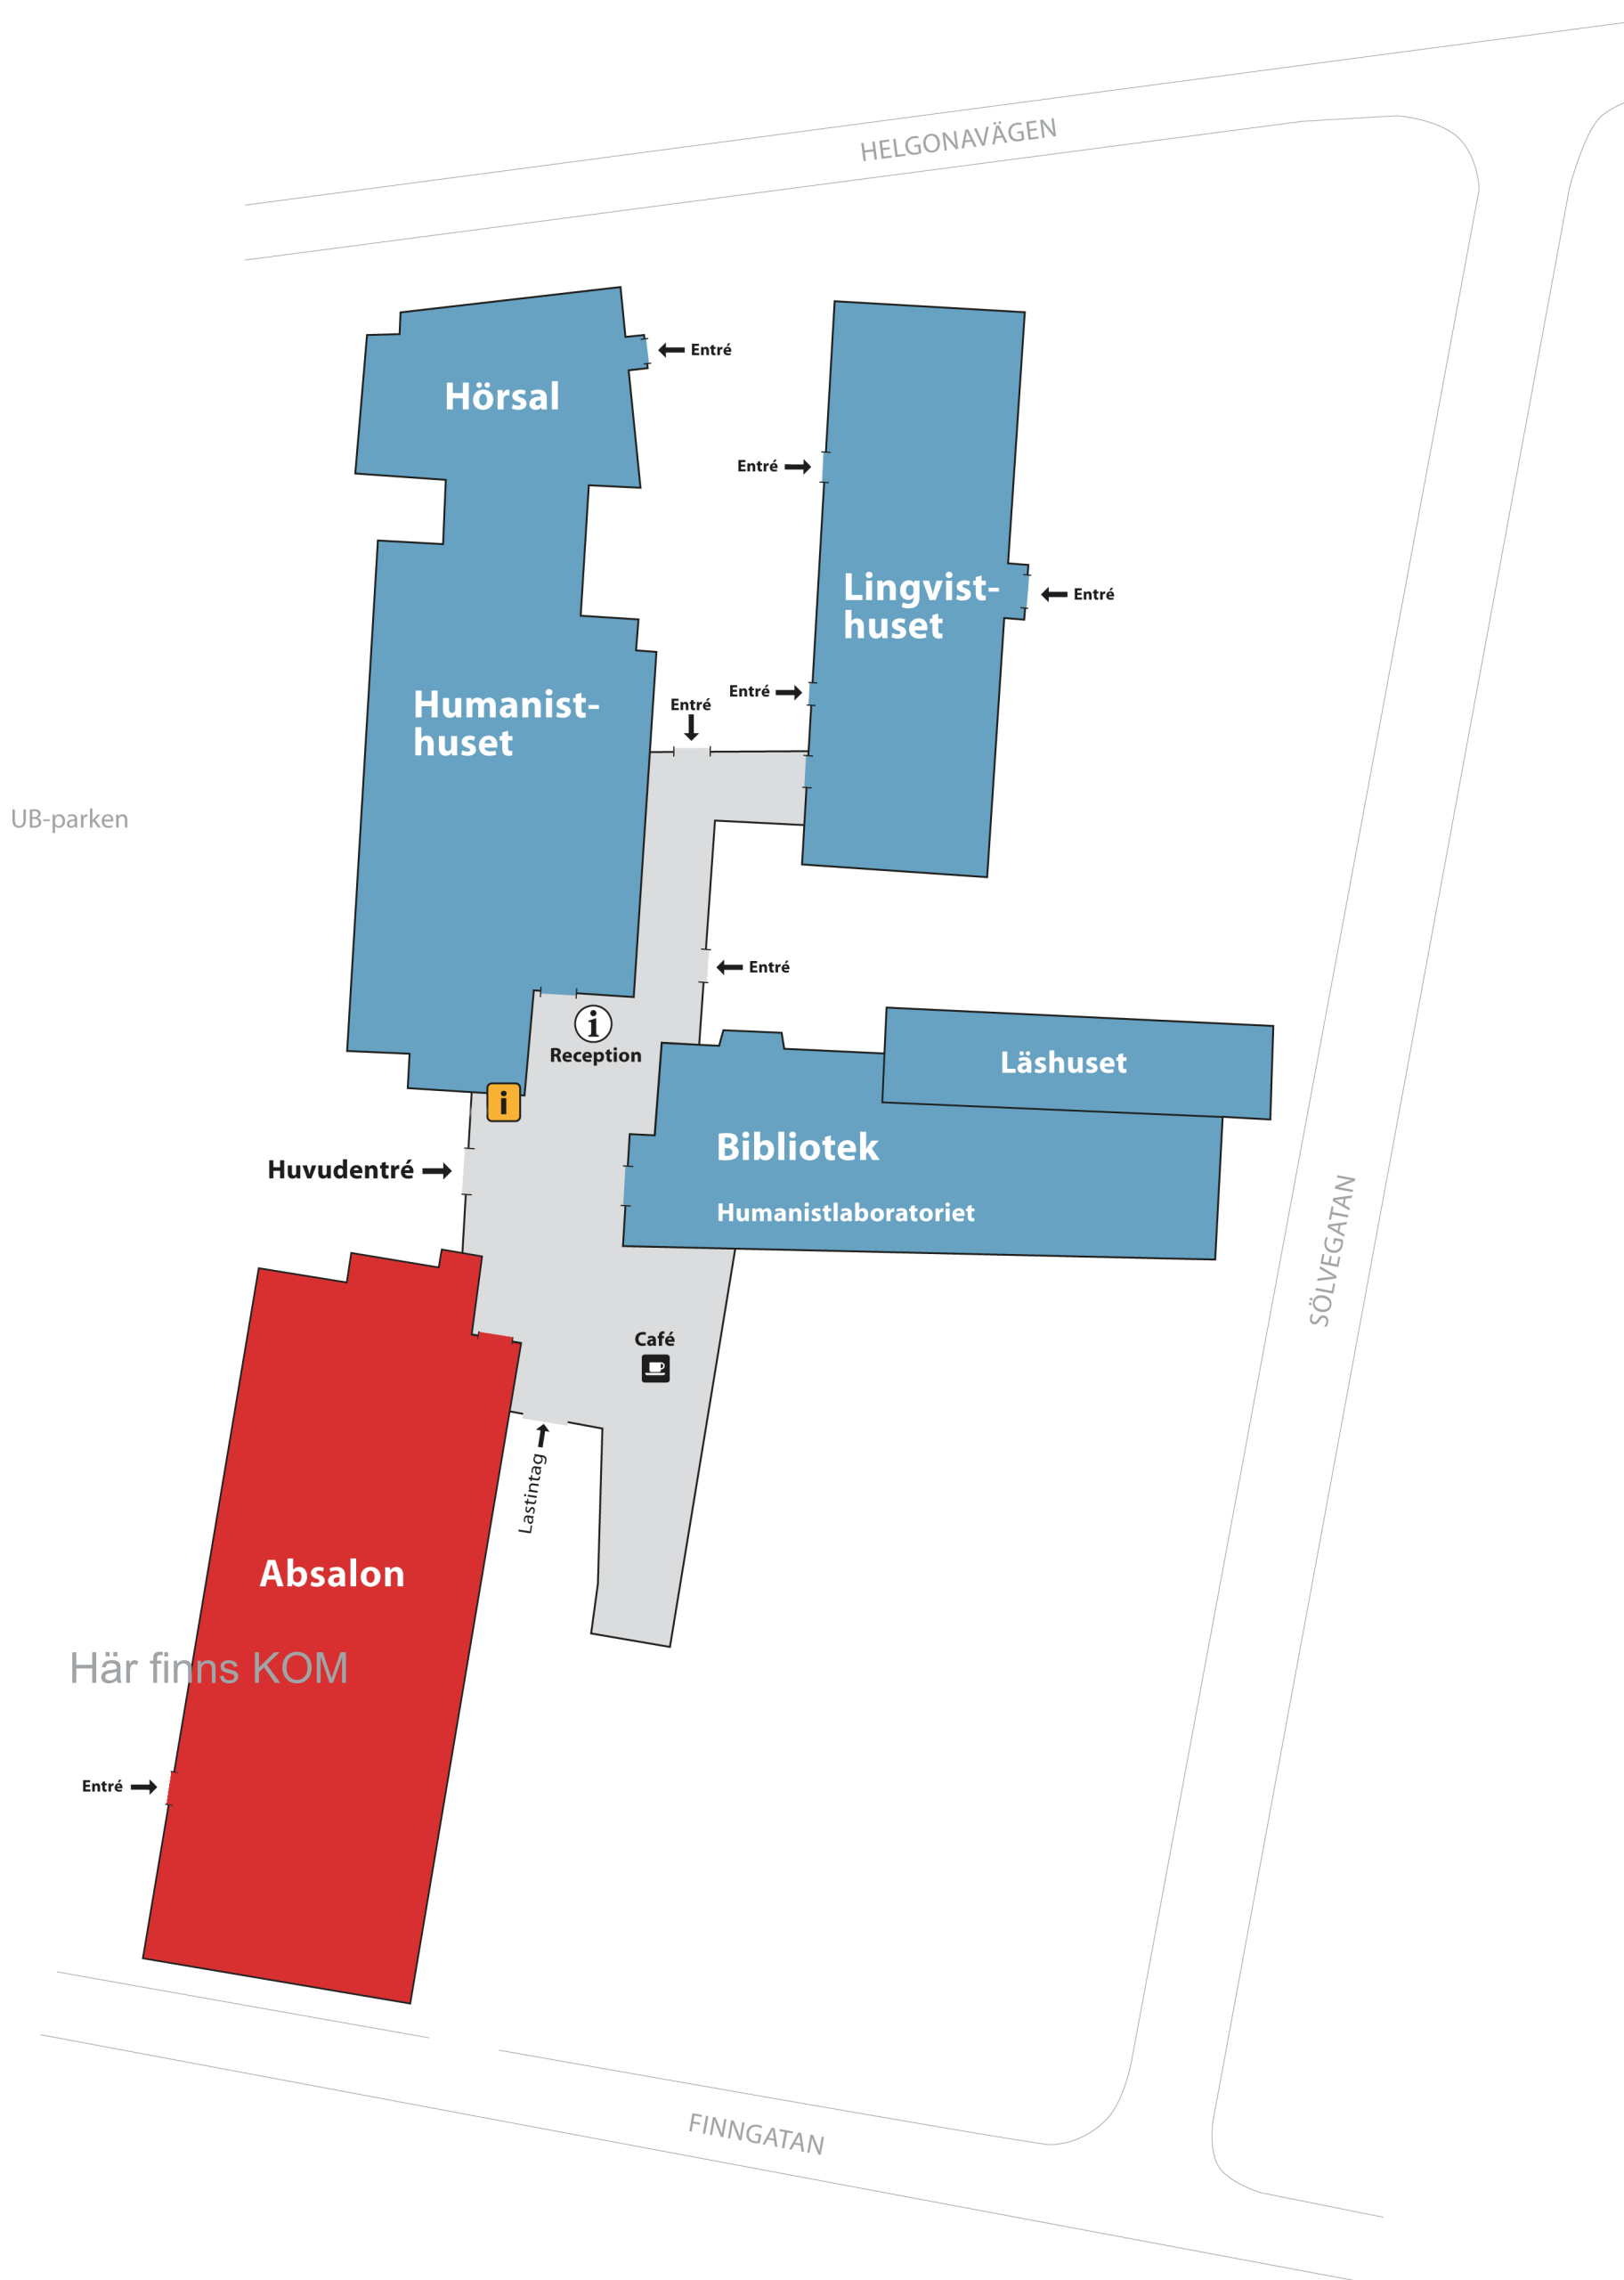 HELGONAVÄGEN
Entré
Hörsal
Entré
Lingvist-
huset
Entré
Humanist-
huset
Entré
Entré
UB-parken
Entré
i
Reception
Läshuset
i
Bibliotek
Huvudentré
Humanistlaboratoriet
SÖLVEGATAN
Café
Lastintag
Absalon
Här finns KOM
Entré
FINNGATAN